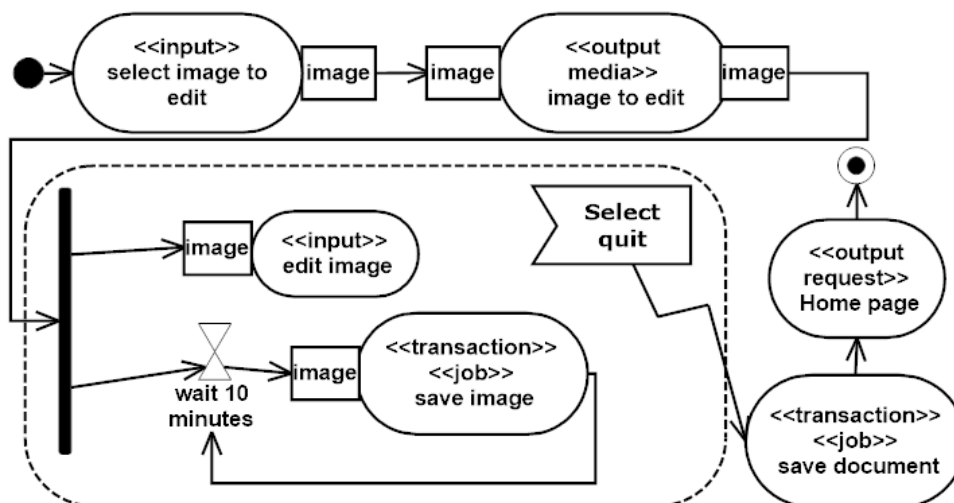 <<input>>
select image to
edit
image
image
<<output
media>>
image to edit
image
image
<<input>>
edit image
Select
quit
<<output
request>>
Home page
wait 10
minutes
image
<<transaction>>
<<job>>
save image
<<transaction>>
<<job>>
save document